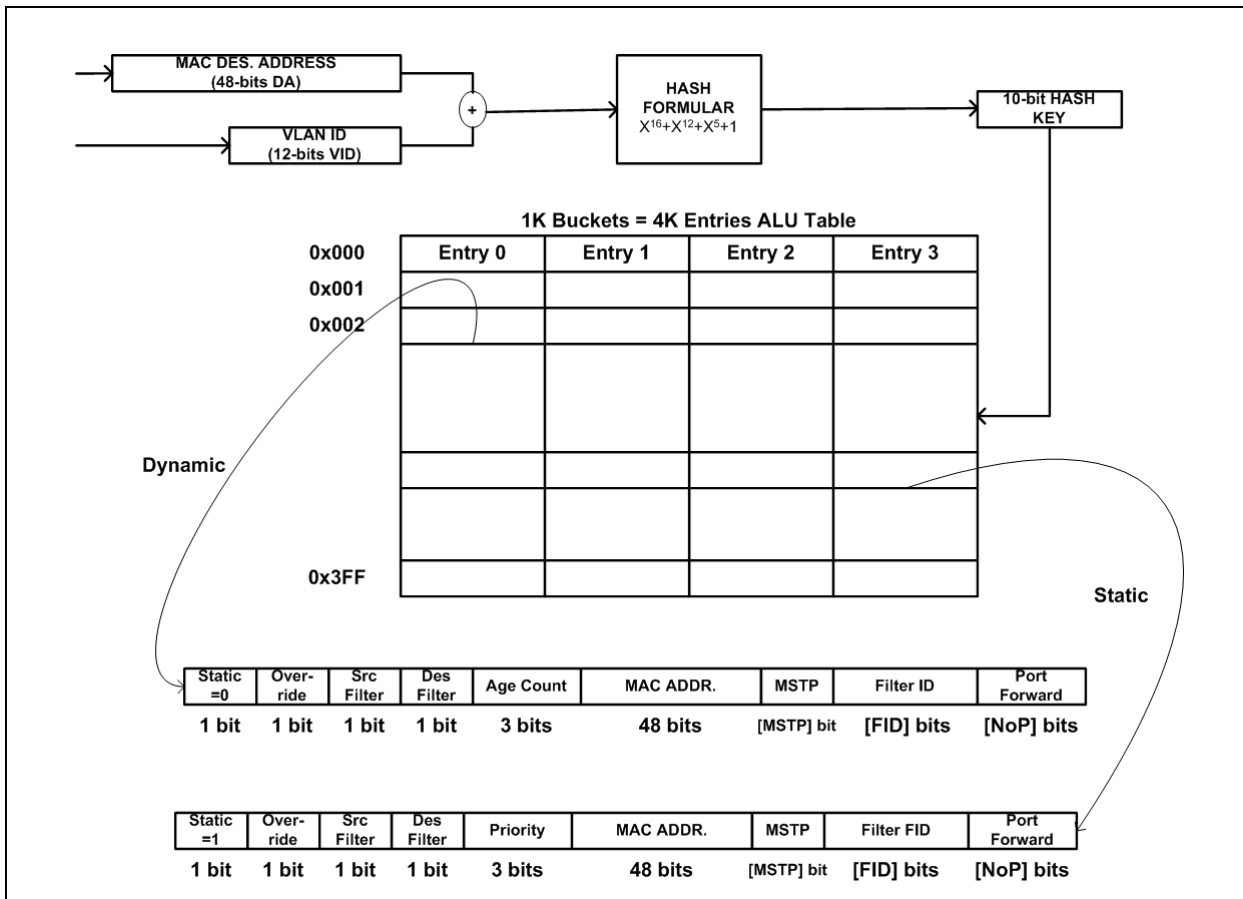 MAC DES. ADDRESS
(48-bits DA)
+
VLAN ID
(12-bits VID)
HASH
FORMULAR
X¹⁶+X¹²+X⁵+1
10-bit HASH
KEY
1K Buckets = 4K Entries ALU Table
0x000
Entry 0
Entry 1
Entry 2
Entry 3
0x001
0x002
0x3FF
Dynamic
Static
Static
=0
Over-
ride
Src
Filter
Des
Filter
Age Count
MAC ADDR.
MSTP
Filter ID
Port
Forward
1 bit
1 bit
1 bit
1 bit
3 bits
48 bits
[MSTP] bit
[FID] bits
[NoP] bits
Static
=1
Over-
ride
Src
Filter
Des
Filter
Priority
MAC ADDR.
MSTP
Filter FID
Port
Forward
1 bit
1 bit
1 bit
1 bit
3 bits
48 bits
[MSTP] bit
[FID] bits
[NoP] bits